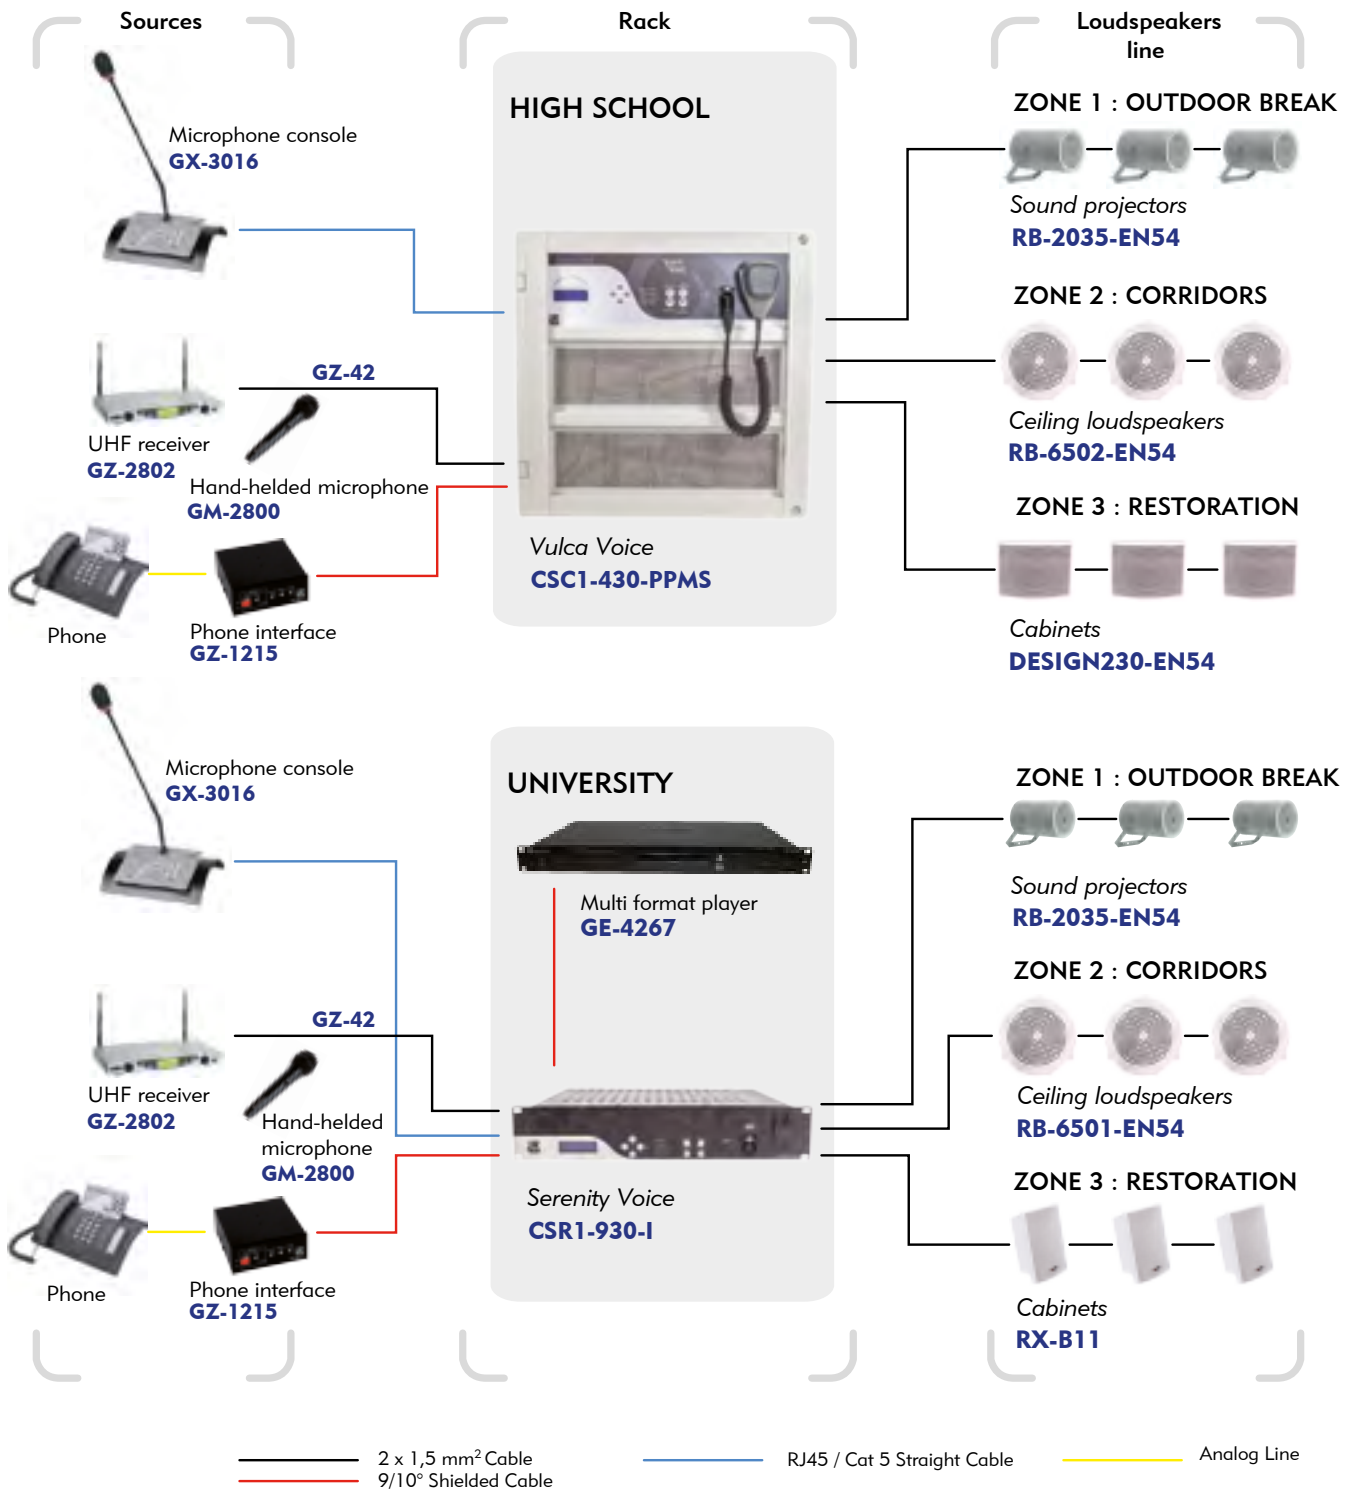 Sources
Rack
Loudspeakers
line
HIGH SCHOOL
Microphone console
GX-3016
GZ-42
UHF receiver
GZ-2802
Hand-helded microphone
GM-2800
Phone
Phone interface
GZ-1215
Vulca Voice
CSC1-430-PPMS
ZONE 1 : OUTDOOR BREAK
Sound projectors
RB-2035-EN54
ZONE 2 : CORRIDORS
Ceiling loudspeakers
RB-6502-EN54
ZONE 3 : RESTORATION
Cabinets
DESIGN230-EN54
UNIVERSITY
Microphone console
GX-3016
GZ-42
UHF receiver
GZ-2802
Hand-helded
microphone
GM-2800
Phone
Phone interface
GZ-1215
Multi format player
GE-4267
Serenity Voice
CSR1-930-I
ZONE 1 : OUTDOOR BREAK
Sound projectors
RB-2035-EN54
ZONE 2 : CORRIDORS
Ceiling loudspeakers
RB-6501-EN54
ZONE 3 : RESTORATION
Cabinets
RX-B11
2 x 1,5 mm² Cable
9/10° Shielded Cable
RJ45 / Cat 5 Straight Cable
Analog Line